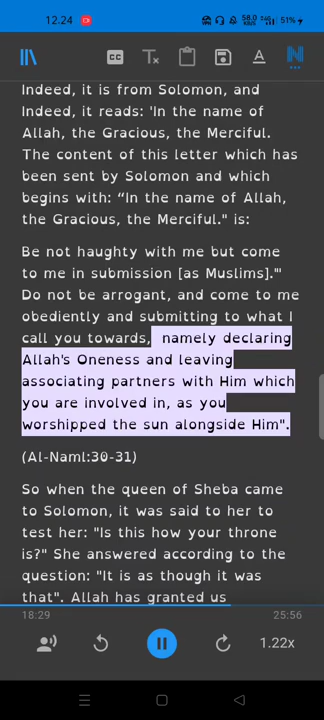 12.24
58.0
KB/S
4G
51%
CC
Indeed, it is from Solomon, and
Indeed, it reads: 'In the name of
Allah, the Gracious, the Merciful.
The content of this letter which has
been sent by Solomon and which
begins with: “In the name of Allah,
the Gracious, the Merciful." is:
Be not haughty with me but come
to me in submission [as Muslims]."'
Do not be arrogant, and come to me
obediently and submitting to what I
call you towards, namely declaring
Allah's Oneness and leaving
associating partners with Him which
you are involved in, as you
worshipped the sun alongside Him".
(Al-Naml:30-31)
So when the queen of Sheba came
to Solomon, it was said to her to
test her: "Is this how your throne
is?" She answered according to the
question: "It is as though it was
that". Allah has granted us
18:29
25:56
1.22x